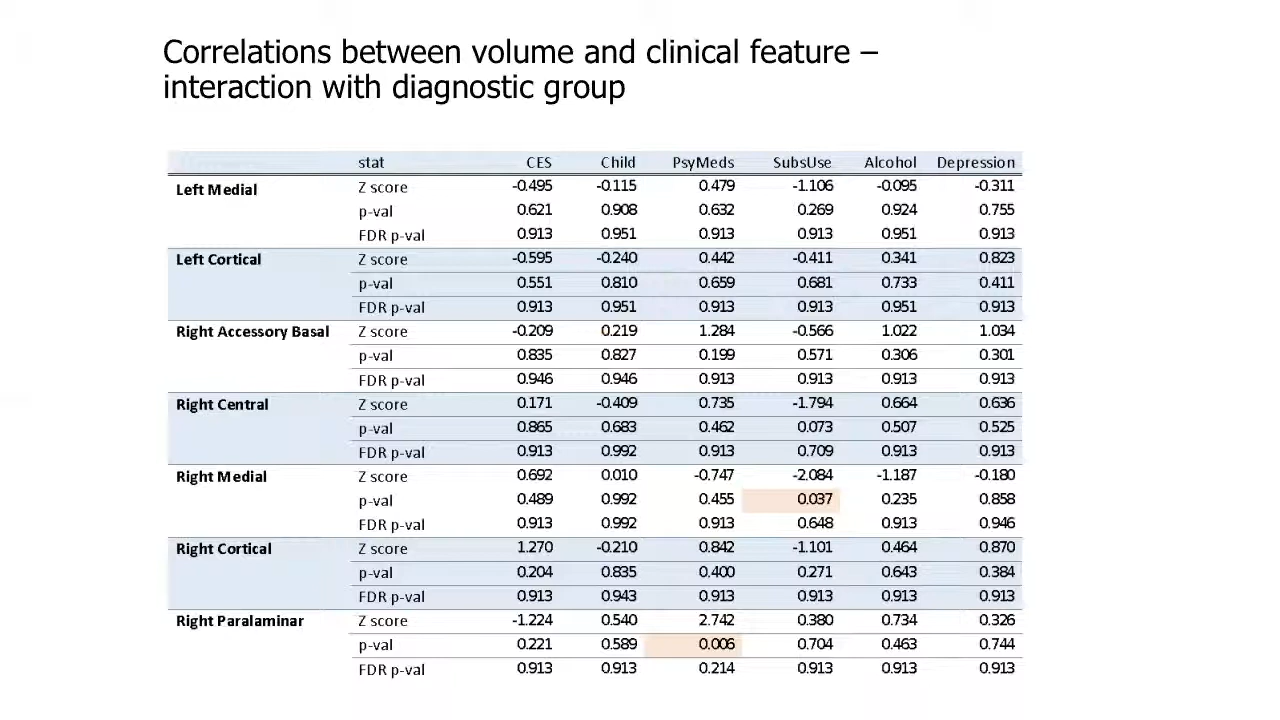 Correlations between volume and clinical feature –
interaction with diagnostic group
stat CES Child PsyMeds SubsUse Alcohol Depression
Left Medial Z score -0.495 -0.115 0.479 -1.106 -0.095 -0.311
p-val 0.621 0.908 0.632 0.269 0.924 0.755
FDR p-val 0.913 0.951 0.913 0.913 0.951 0.913
Left Cortical Z score -0.595 -0.240 0.442 -0.411 0.341 0.823
p-val 0.551 0.810 0.659 0.681 0.733 0.411
FDR p-val 0.913 0.951 0.913 0.913 0.951 0.913
Right Accessory Basal Z score -0.209 0.219 1.284 -0.566 1.022 1.034
p-val 0.835 0.827 0.199 0.571 0.306 0.301
FDR p-val 0.946 0.946 0.913 0.913 0.913 0.913
Right Central Z score 0.171 -0.409 0.735 -1.794 0.664 0.636
p-val 0.865 0.683 0.462 0.073 0.507 0.525
FDR p-val 0.913 0.992 0.913 0.709 0.913 0.913
Right Medial Z score 0.692 0.010 -0.747 -2.084 -1.187 -0.180
p-val 0.489 0.992 0.455 0.037 0.235 0.858
FDR p-val 0.913 0.992 0.913 0.648 0.913 0.946
Right Cortical Z score 1.270 -0.210 0.842 -1.101 0.464 0.870
p-val 0.204 0.835 0.400 0.271 0.643 0.384
FDR p-val 0.913 0.943 0.913 0.913 0.913 0.913
Right Paralaminar Z score -1.224 0.540 2.742 0.380 0.734 0.326
p-val 0.221 0.589 0.006 0.704 0.463 0.744
FDR p-val 0.913 0.913 0.214 0.913 0.913 0.913